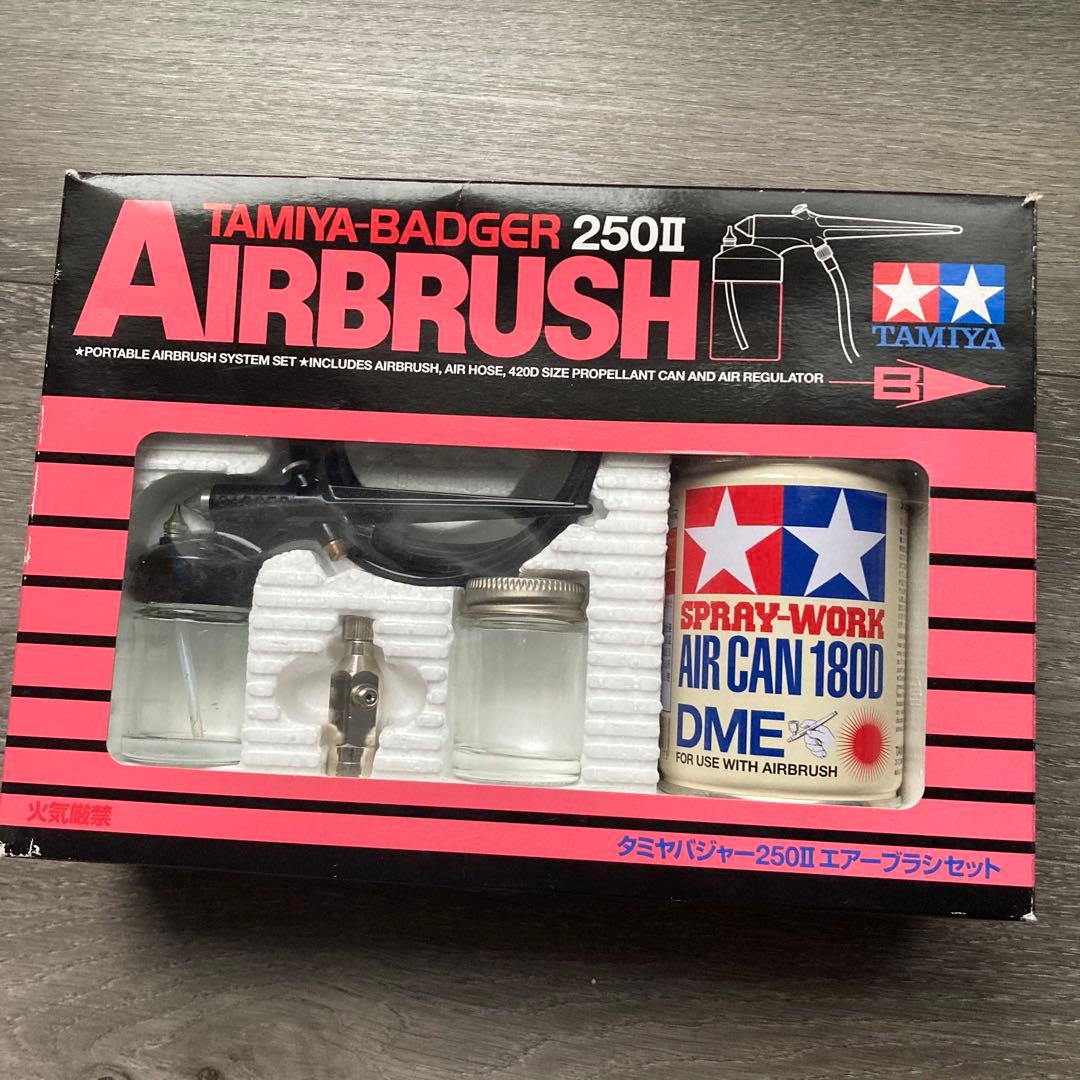 TAMIYA-BADGER 250II
AIRBRUSH
TAMIYA
★PORTABLE AIRBRUSH SYSTEM SET ★INCLUDES AIRBRUSH, AIR HOSE, 420D SIZE PROPELLANT CAN AND AIR REGULATOR
B
BADGER
SPRAY-WORK
AIR CAN 180D
DME
FOR USE WITH AIRBRUSH
火気厳禁
タミヤバジャー250II エアーブラシセット